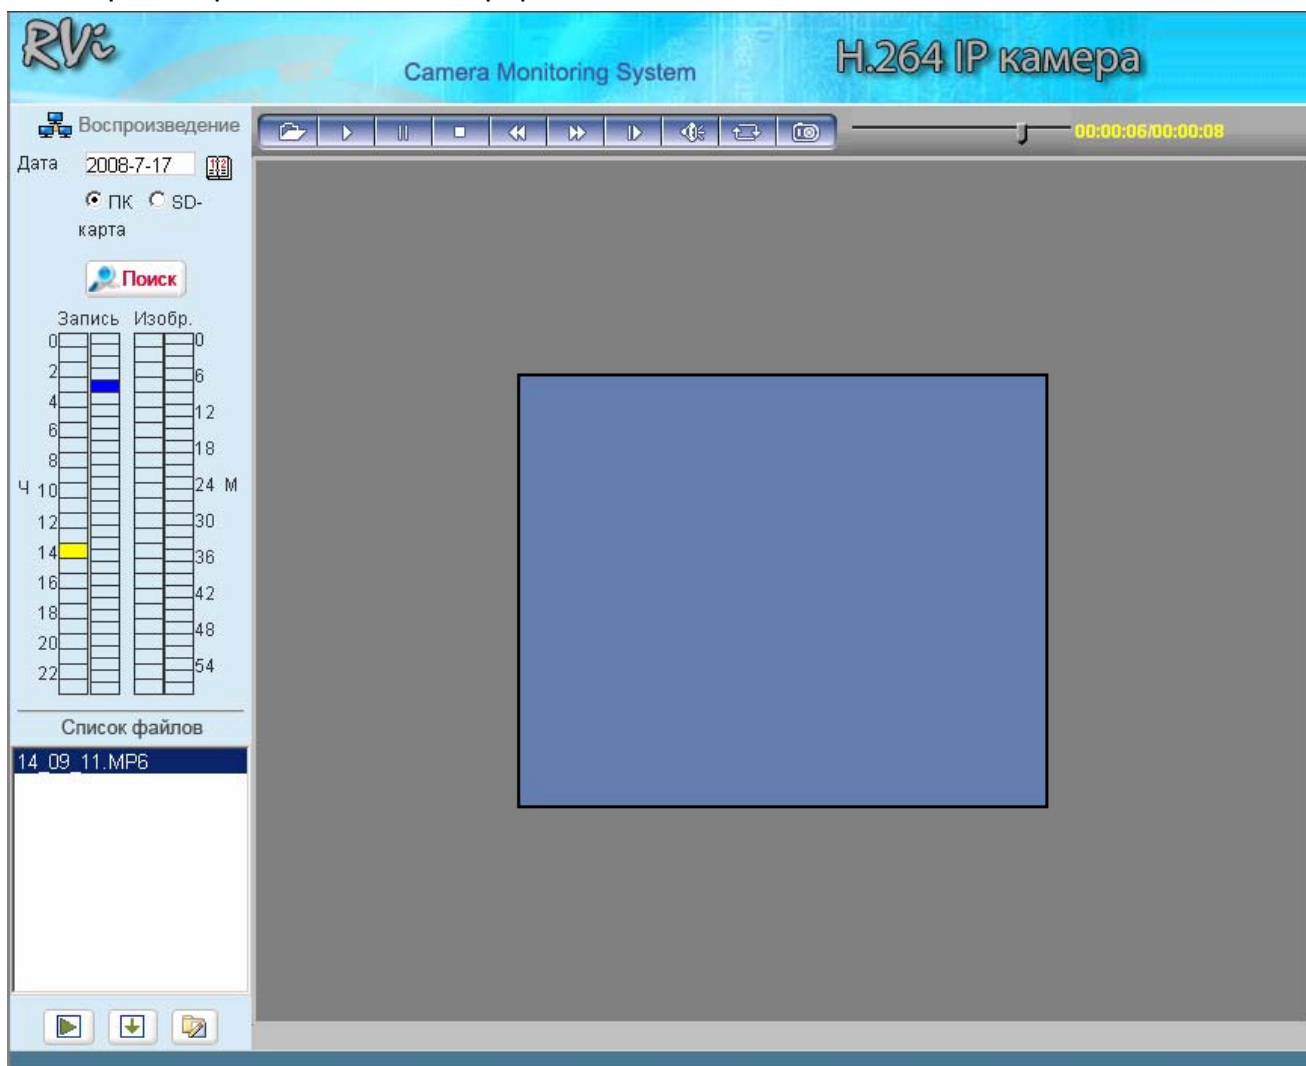 RVi
Camera Monitoring System
H.264 IP камера
Воспроизведение
00:00:06/00:00:08
Дата 2008-7-17
ПК SD-
карта
Поиск
Запись Изобр.
0 0
2 6
4 12
6 18
8
Ч 10 24 М
12 30
14 36
16 42
18 48
20 54
22
Список файлов
14_09_11.MP6